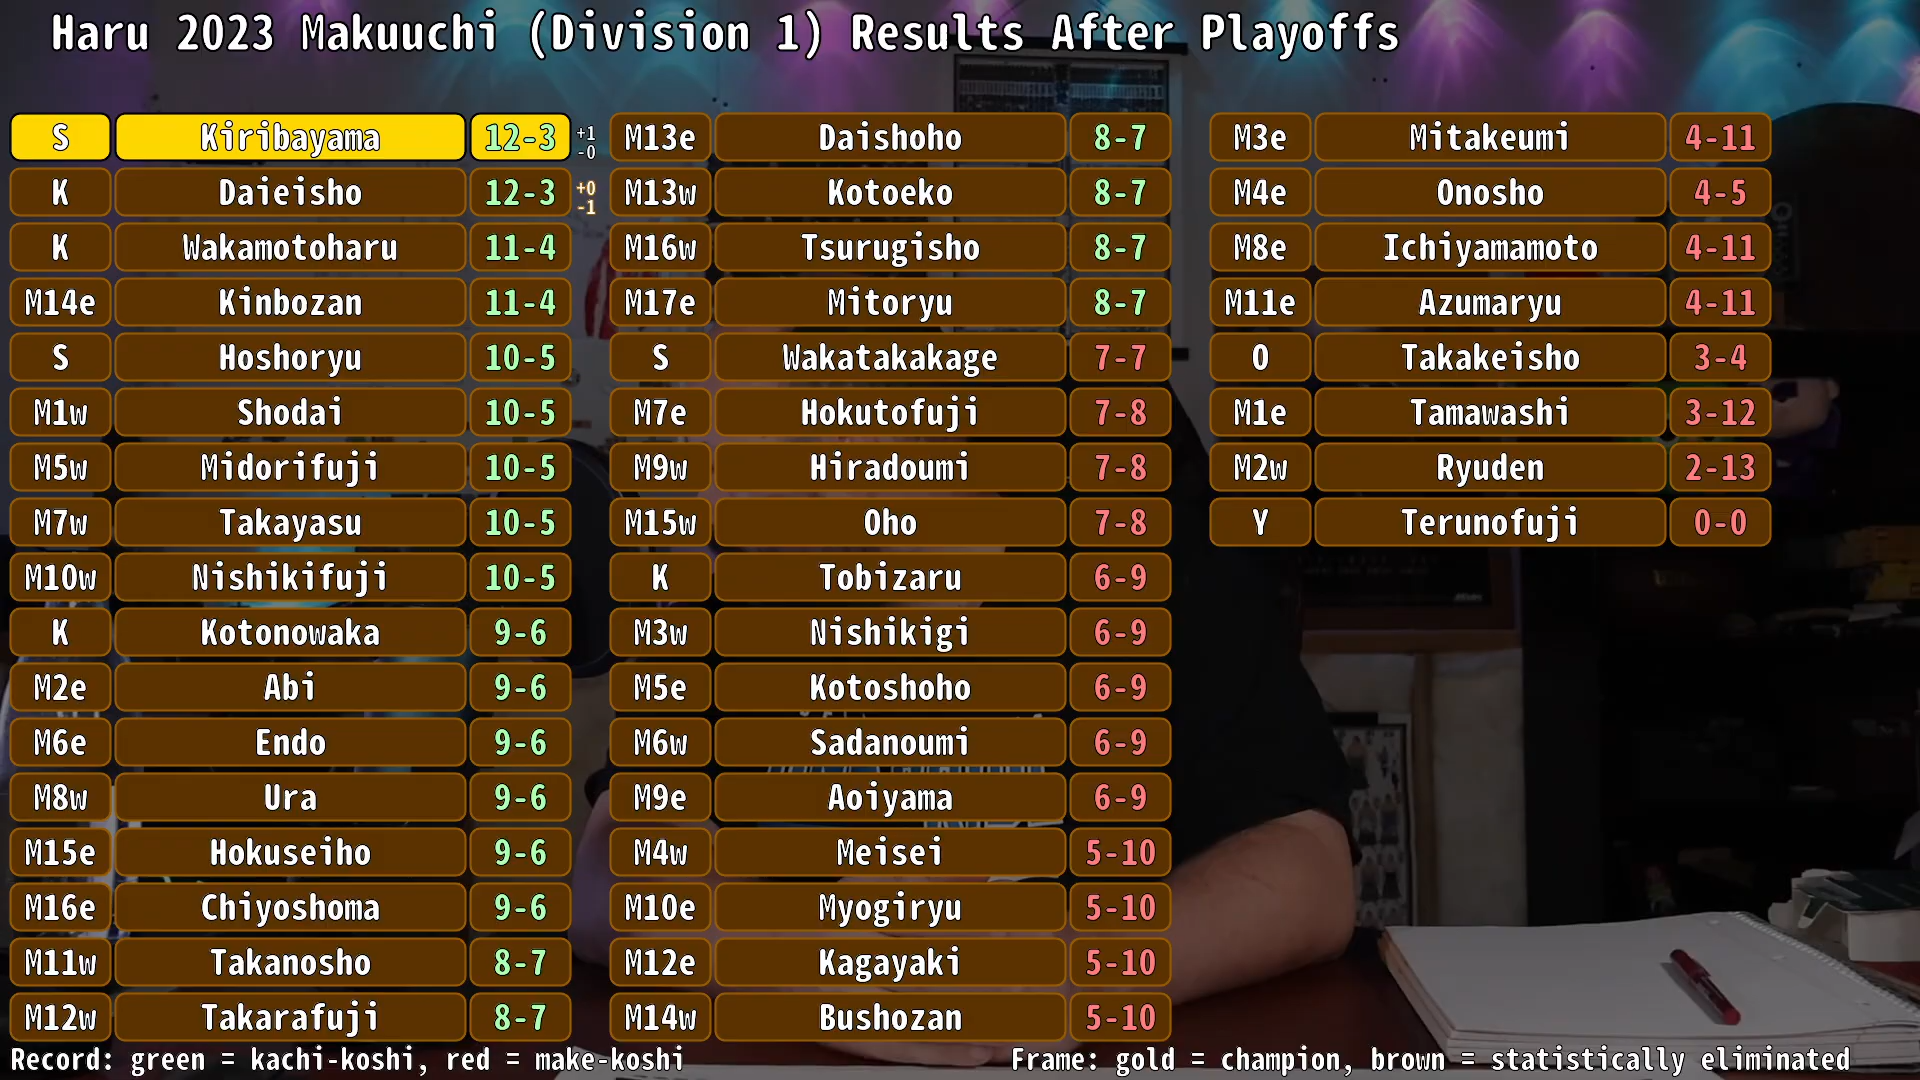 Haru 2023 Makuuchi (Division 1) Results After Playoffs
S Kiribayama 12-3 +1 -0
K Daieisho 12-3 +0 -1
K Wakamotoharu 11-4
M14e Kinbozan 11-4
S Hoshoryu 10-5
M1w Shodai 10-5
M5w Midorifuji 10-5
M7w Takayasu 10-5
M10w Nishikifuji 10-5
K Kotonowaka 9-6
M2e Abi 9-6
M6e Endo 9-6
M8w Ura 9-6
M15e Hokuseiho 9-6
M16e Chiyoshoma 9-6
M11w Takanosho 8-7
M12w Takarafuji 8-7
M13e Daishoho 8-7
M13w Kotoeko 8-7
M16w Tsurugisho 8-7
M17e Mitoryu 8-7
S Wakatakakage 7-7
M7e Hokutofuji 7-8
M9w Hiradoumi 7-8
M15w Oho 7-8
K Tobizaru 6-9
M3w Nishikigi 6-9
M5e Kotoshoho 6-9
M6w Sadanoumi 6-9
M9e Aoiyama 6-9
M4w Meisei 5-10
M10e Myogiryu 5-10
M12e Kagayaki 5-10
M14w Bushozan 5-10
M3e Mitakeumi 4-11
M4e Onosho 4-5
M8e Ichiyamamoto 4-11
M11e Azumaryu 4-11
O Takakeisho 3-4
M1e Tamawashi 3-12
M2w Ryuden 2-13
Y Terunofuji 0-0
Record: green = kachi-koshi, red = make-koshi
Frame: gold = champion, brown = statistically eliminated